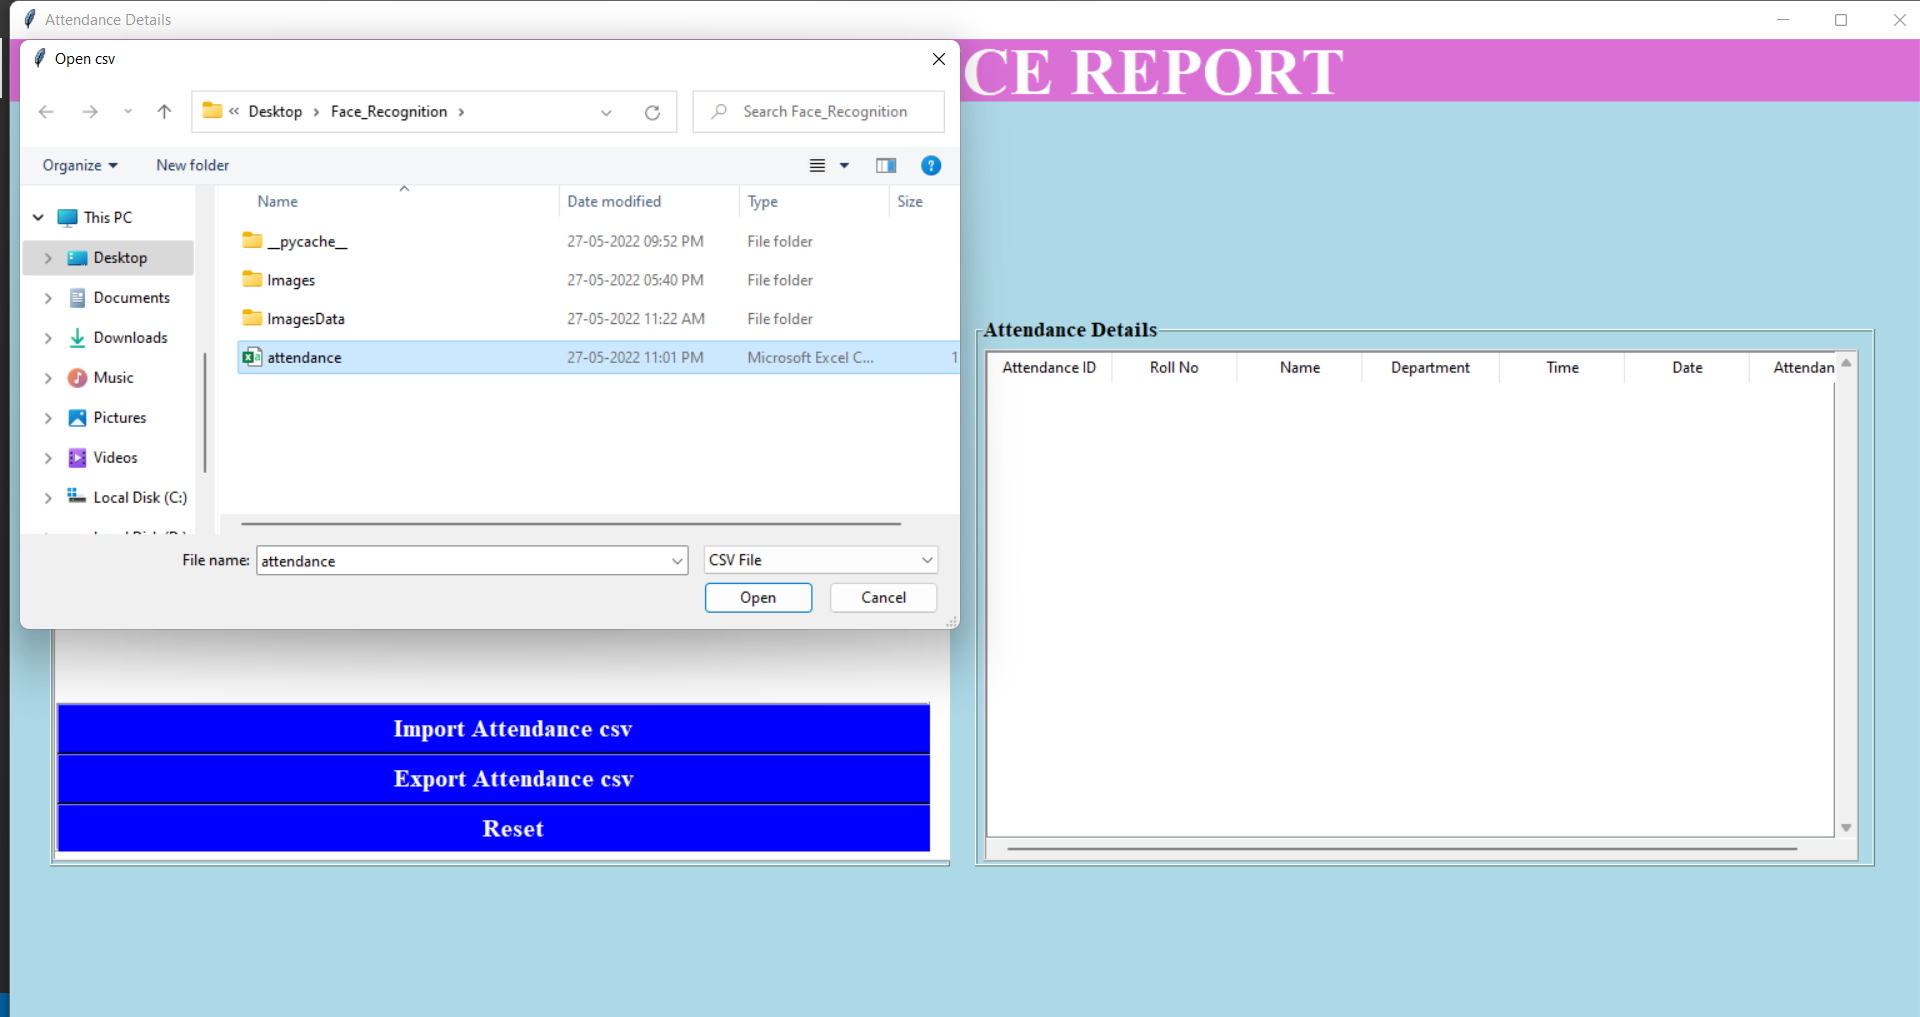 Attendance Details
Open csv
CE REPORT
« Desktop > Face_Recognition >
Search Face_Recognition
Organize
New folder
Name Date modified Type Size
This PC
Desktop
Documents
Downloads
Music
Pictures
Videos
Local Disk (C:)
__pycache__ 27-05-2022 09:52 PM File folder
Images 27-05-2022 05:40 PM File folder
ImagesData 27-05-2022 11:22 AM File folder
attendance 27-05-2022 11:01 PM Microsoft Excel C... 1
File name: attendance
CSV File
Open Cancel
Import Attendance csv
Export Attendance csv
Reset
Attendance Details
Attendance ID Roll No Name Department Time Date Attendan